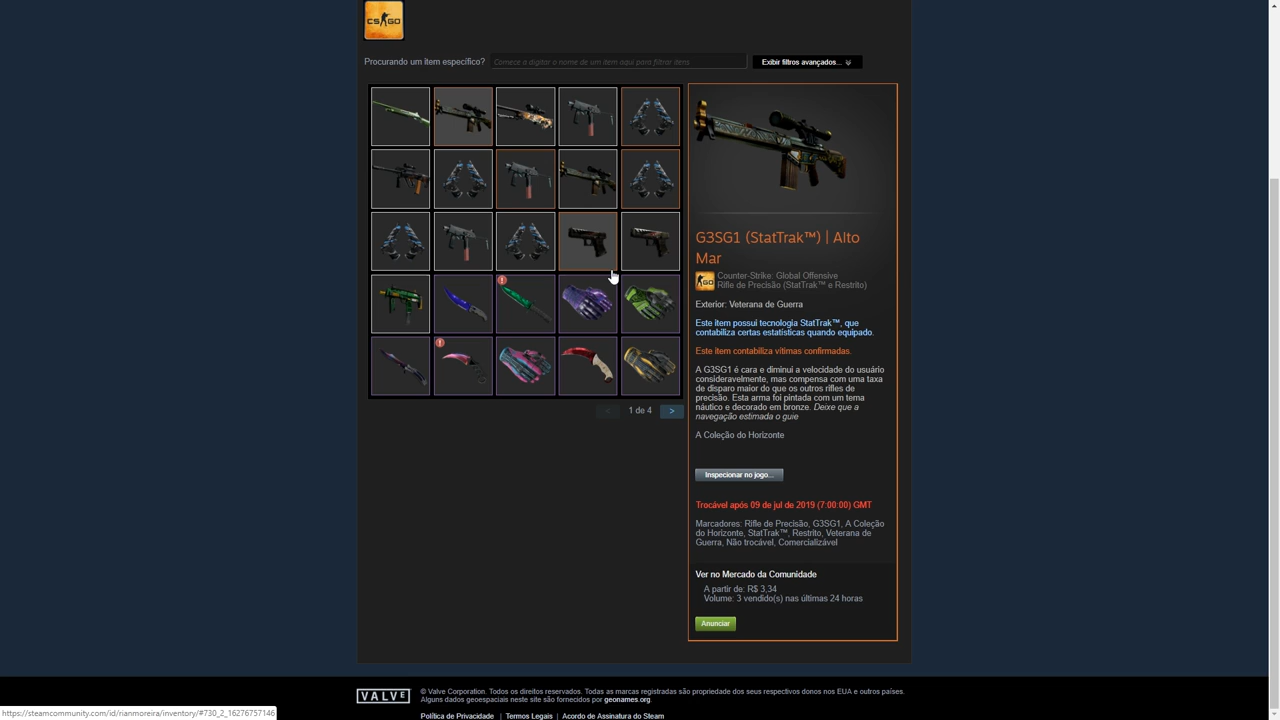 CS GO
Procurando um item específico?
Comece a digitar o nome de um item aqui para filtrar itens
Exibir filtros avançados...
G3SG1 (StatTrak™) | Alto
Mar
Counter-Strike: Global Offensive
Rifle de Precisão (StatTrak™ e Restrito)
Exterior: Veterana de Guerra
Este item possui tecnologia StatTrak™, que
contabiliza certas estatísticas quando equipado.
Este item contabiliza vítimas confirmadas.
A G3SG1 é cara e diminui a velocidade do usuário
consideravelmente, mas compensa com uma taxa
de disparo maior do que os outros rifles de
precisão. Esta arma foi pintada com um tema
náutico e decorado em bronze. Deixe que a
navegação estimada o guie
< 1 de 4 >
A Coleção do Horizonte
Inspecionar no jogo...
Trocável após 09 de jul de 2019 (7:00:00) GMT
Marcadores: Rifle de Precisão, G3SG1, A Coleção
do Horizonte, StatTrak™, Restrito, Veterana de
Guerra, Não trocável, Comercializável
Ver no Mercado da Comunidade
A partir de: R$ 3,34
Volume: 3 vendido(s) nas últimas 24 horas
Anunciar
VALVE
© Valve Corporation. Todos os direitos reservados. Todas as marcas registradas são propriedade dos seus respectivos donos nos EUA e outros países.
Alguns dados geoespaciais neste site são fornecidos por geonames.org.
https://steamcommunity.com/id/rianmoreira/inventory/#730_2_16276757146
Política de Privacidade | Termos Legais | Acordo de Assinatura do Steam